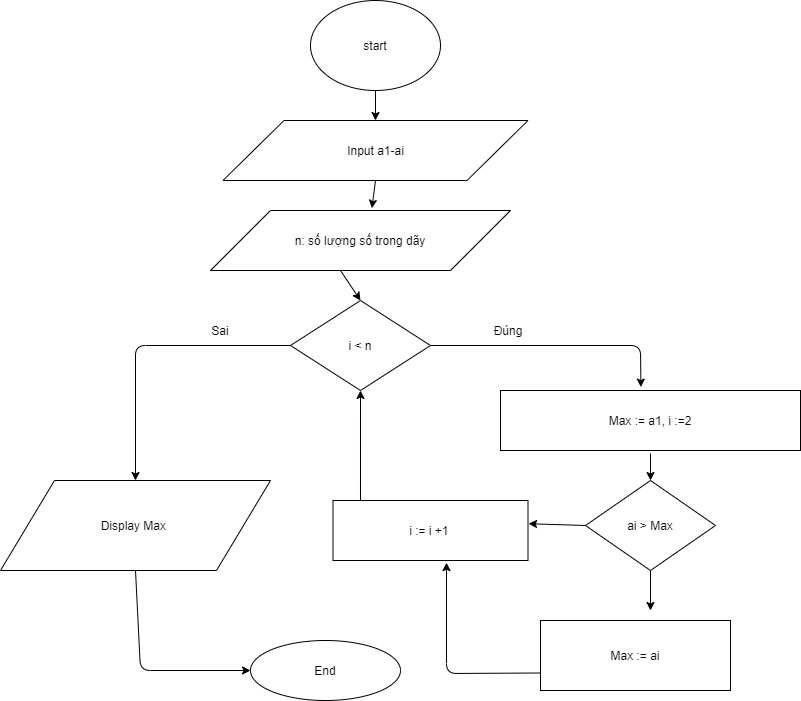 start
Input a1-ai
n: số lượng số trong dãy
Sai
Đúng
i < n
Max := a1, i :=2
Display Max
i := i +1
ai > Max
Max := ai
End